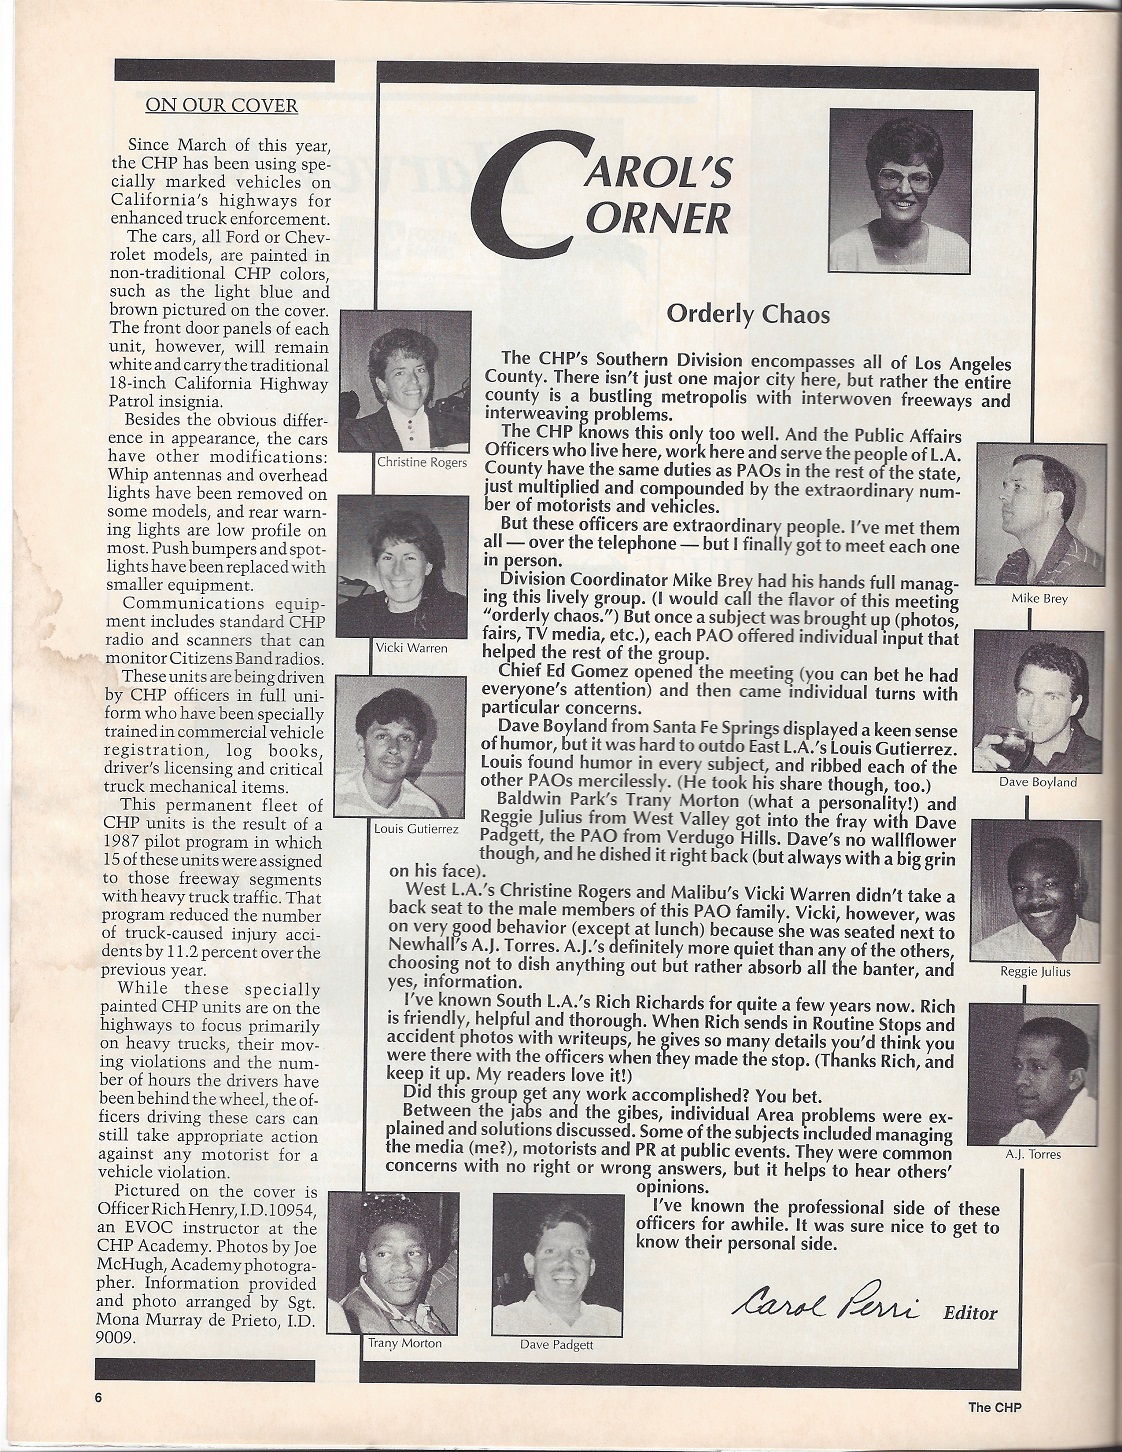 ON OUR COVER
Since March of this year,
the CHP has been using spe-
cially marked vehicles on
California's highways for
enhanced truck enforcement.
The cars, all Ford or Chev-
rolet models, are painted in
non-traditional CHP colors,
such as the light blue and
brown pictured on the cover.
The front door panels of each
unit, however, will remain
white and carry the traditional
18-inch California Highway
Patrol insignia.
Besides the obvious differ-
ence in appearance, the cars
have other modifications:
Whip antennas and overhead
lights have been removed on
some models, and rear warn-
ing lights are low profile on
most. Push bumpers and spot-
lights have been replaced with
smaller equipment.
Communications equip-
ment includes standard CHP
radio and scanners that can
monitor Citizens Band radios.
These units are being driven
by CHP officers in full uni-
form who have been specially
trained in commercial vehicle
registration, log books,
driver's licensing and critical
truck mechanical items.
This permanent fleet of
CHP units is the result of a
1987 pilot program in which
15 of these units were assigned
to those freeway segments
with heavy truck traffic. That
program reduced the number
of truck-caused injury acci-
dents by 11.2 percent over the
previous year.
While these specially
painted CHP units are on the
highways to focus primarily
on heavy trucks, their mov-
ing violations and the num-
ber of hours the drivers have
been behind the wheel, the of-
ficers driving these cars can
still take appropriate action
against any motorist for a
vehicle violation.
Pictured on the cover is
Officer Rich Henry, I.D. 10954,
an EVOC instructor at the
CHP Academy. Photos by Joe
McHugh, Academy photogra-
pher. Information provided
and photo arranged by Sgt.
Mona Murray de Prieto, I.D.
9009.
CAROL'S
CORNER
Orderly Chaos
The CHP's Southern Division encompasses all of Los Angeles
County. There isn't just one major city here, but rather the entire
county is a bustling metropolis with interwoven freeways and
interweaving problems.
The CHP knows this only too well. And the Public Affairs
Officers who live here, work here and serve the people of L.A.
County have the same duties as PAOs in the rest of the state,
just multiplied and compounded by the extraordinary num-
ber of motorists and vehicles.
But these officers are extraordinary people. I've met them
all — over the telephone — but I finally got to meet each one
in person.
Division Coordinator Mike Brey had his hands full manag-
ing this lively group. (I would call the flavor of this meeting
"orderly chaos.") But once a subject was brought up (photos,
fairs, TV media, etc.), each PAO offered individual input that
helped the rest of the group.
Chief Ed Gomez opened the meeting (you can bet he had
everyone's attention) and then came individual turns with
particular concerns.
Dave Boyland from Santa Fe Springs displayed a keen sense
of humor, but it was hard to outdo East L.A.'s Louis Gutierrez.
Louis found humor in every subject, and ribbed each of the
other PAOs mercilessly. (He took his share though, too.)
Baldwin Park's Trany Morton (what a personality!) and
Reggie Julius from West Valley got into the fray with Dave
Padgett, the PAO from Verdugo Hills. Dave's no wallflower
though, and he dished it right back (but always with a big grin
on his face).
West L.A.'s Christine Rogers and Malibu's Vicki Warren didn't take a
back seat to the male members of this PAO family. Vicki, however, was
on very good behavior (except at lunch) because she was seated next to
Newhall's A.J. Torres. A.J.'s definitely more quiet than any of the others,
choosing not to dish anything out but rather absorb all the banter, and
yes, information.
I've known South L.A.'s Rich Richards for quite a few years now. Rich
is friendly, helpful and thorough. When Rich sends in Routine Stops and
accident photos with writeups, he gives so many details you'd think you
were there with the officers when they made the stop. (Thanks Rich, and
keep it up. My readers love it!)
Did this group get any work accomplished? You bet.
Between the jabs and the gibes, individual Area problems were ex-
plained and solutions discussed. Some of the subjects included managing
the media (me?), motorists and PR at public events. They were common
concerns with no right or wrong answers, but it helps to hear others'
opinions.
I've known the professional side of these
officers for awhile. It was sure nice to get to
know their personal side.
Carol Perri Editor
Christine Rogers
Vicki Warren
Louis Gutierrez
Mike Brey
Dave Boyland
Reggie Julius
A.J. Torres
Trany Morton
Dave Padgett
6
The CHP